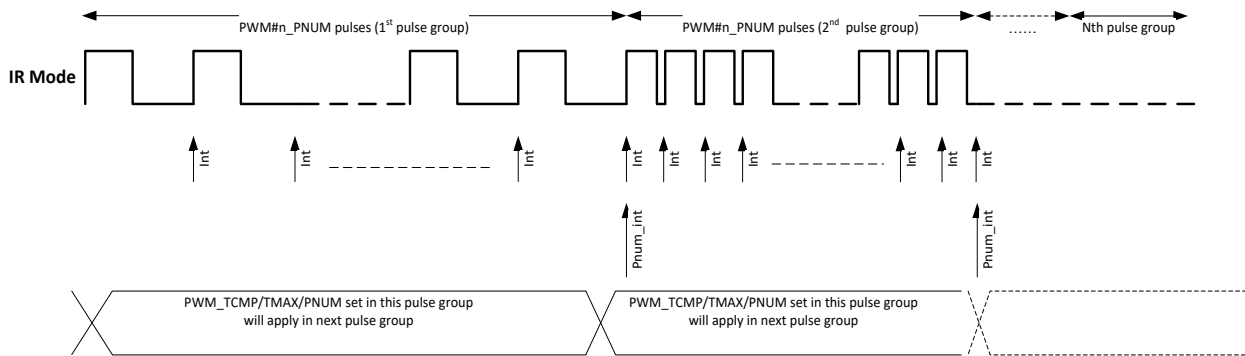 PWM#n_PNUM pulses (1st pulse group)
PWM#n_PNUM pulses (2nd pulse group)
......
Nth pulse group
IR Mode
Int
Int
Int
Int
Int
Int
Int
Int
Int
Int
Pnum_int
Pnum_int
PWM_TCMP/TMAX/PNUM set in this pulse group
will apply in next pulse group
PWM_TCMP/TMAX/PNUM set in this pulse group
will apply in next pulse group